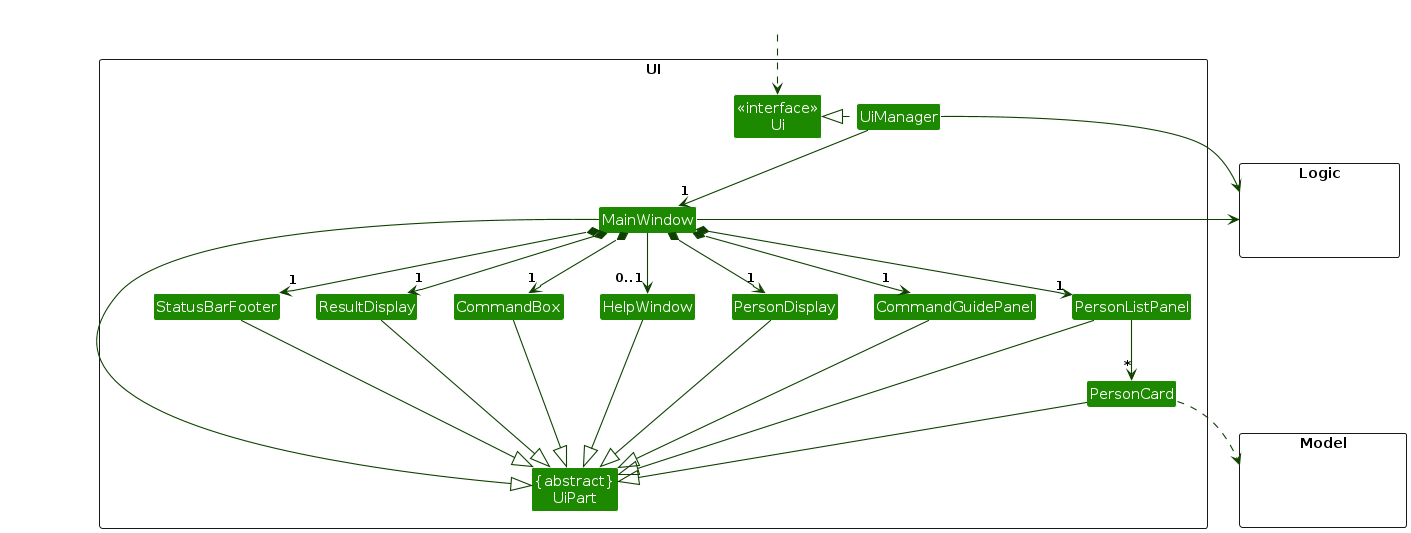 UI
«interface»
Ui
UiManager
Logic
1
MainWindow
1
1
1
0..1
1
1
1
StatusBarFooter
ResultDisplay
CommandBox
HelpWindow
PersonDisplay
CommandGuidePanel
PersonListPanel
*
PersonCard
Model
{abstract}
UiPart